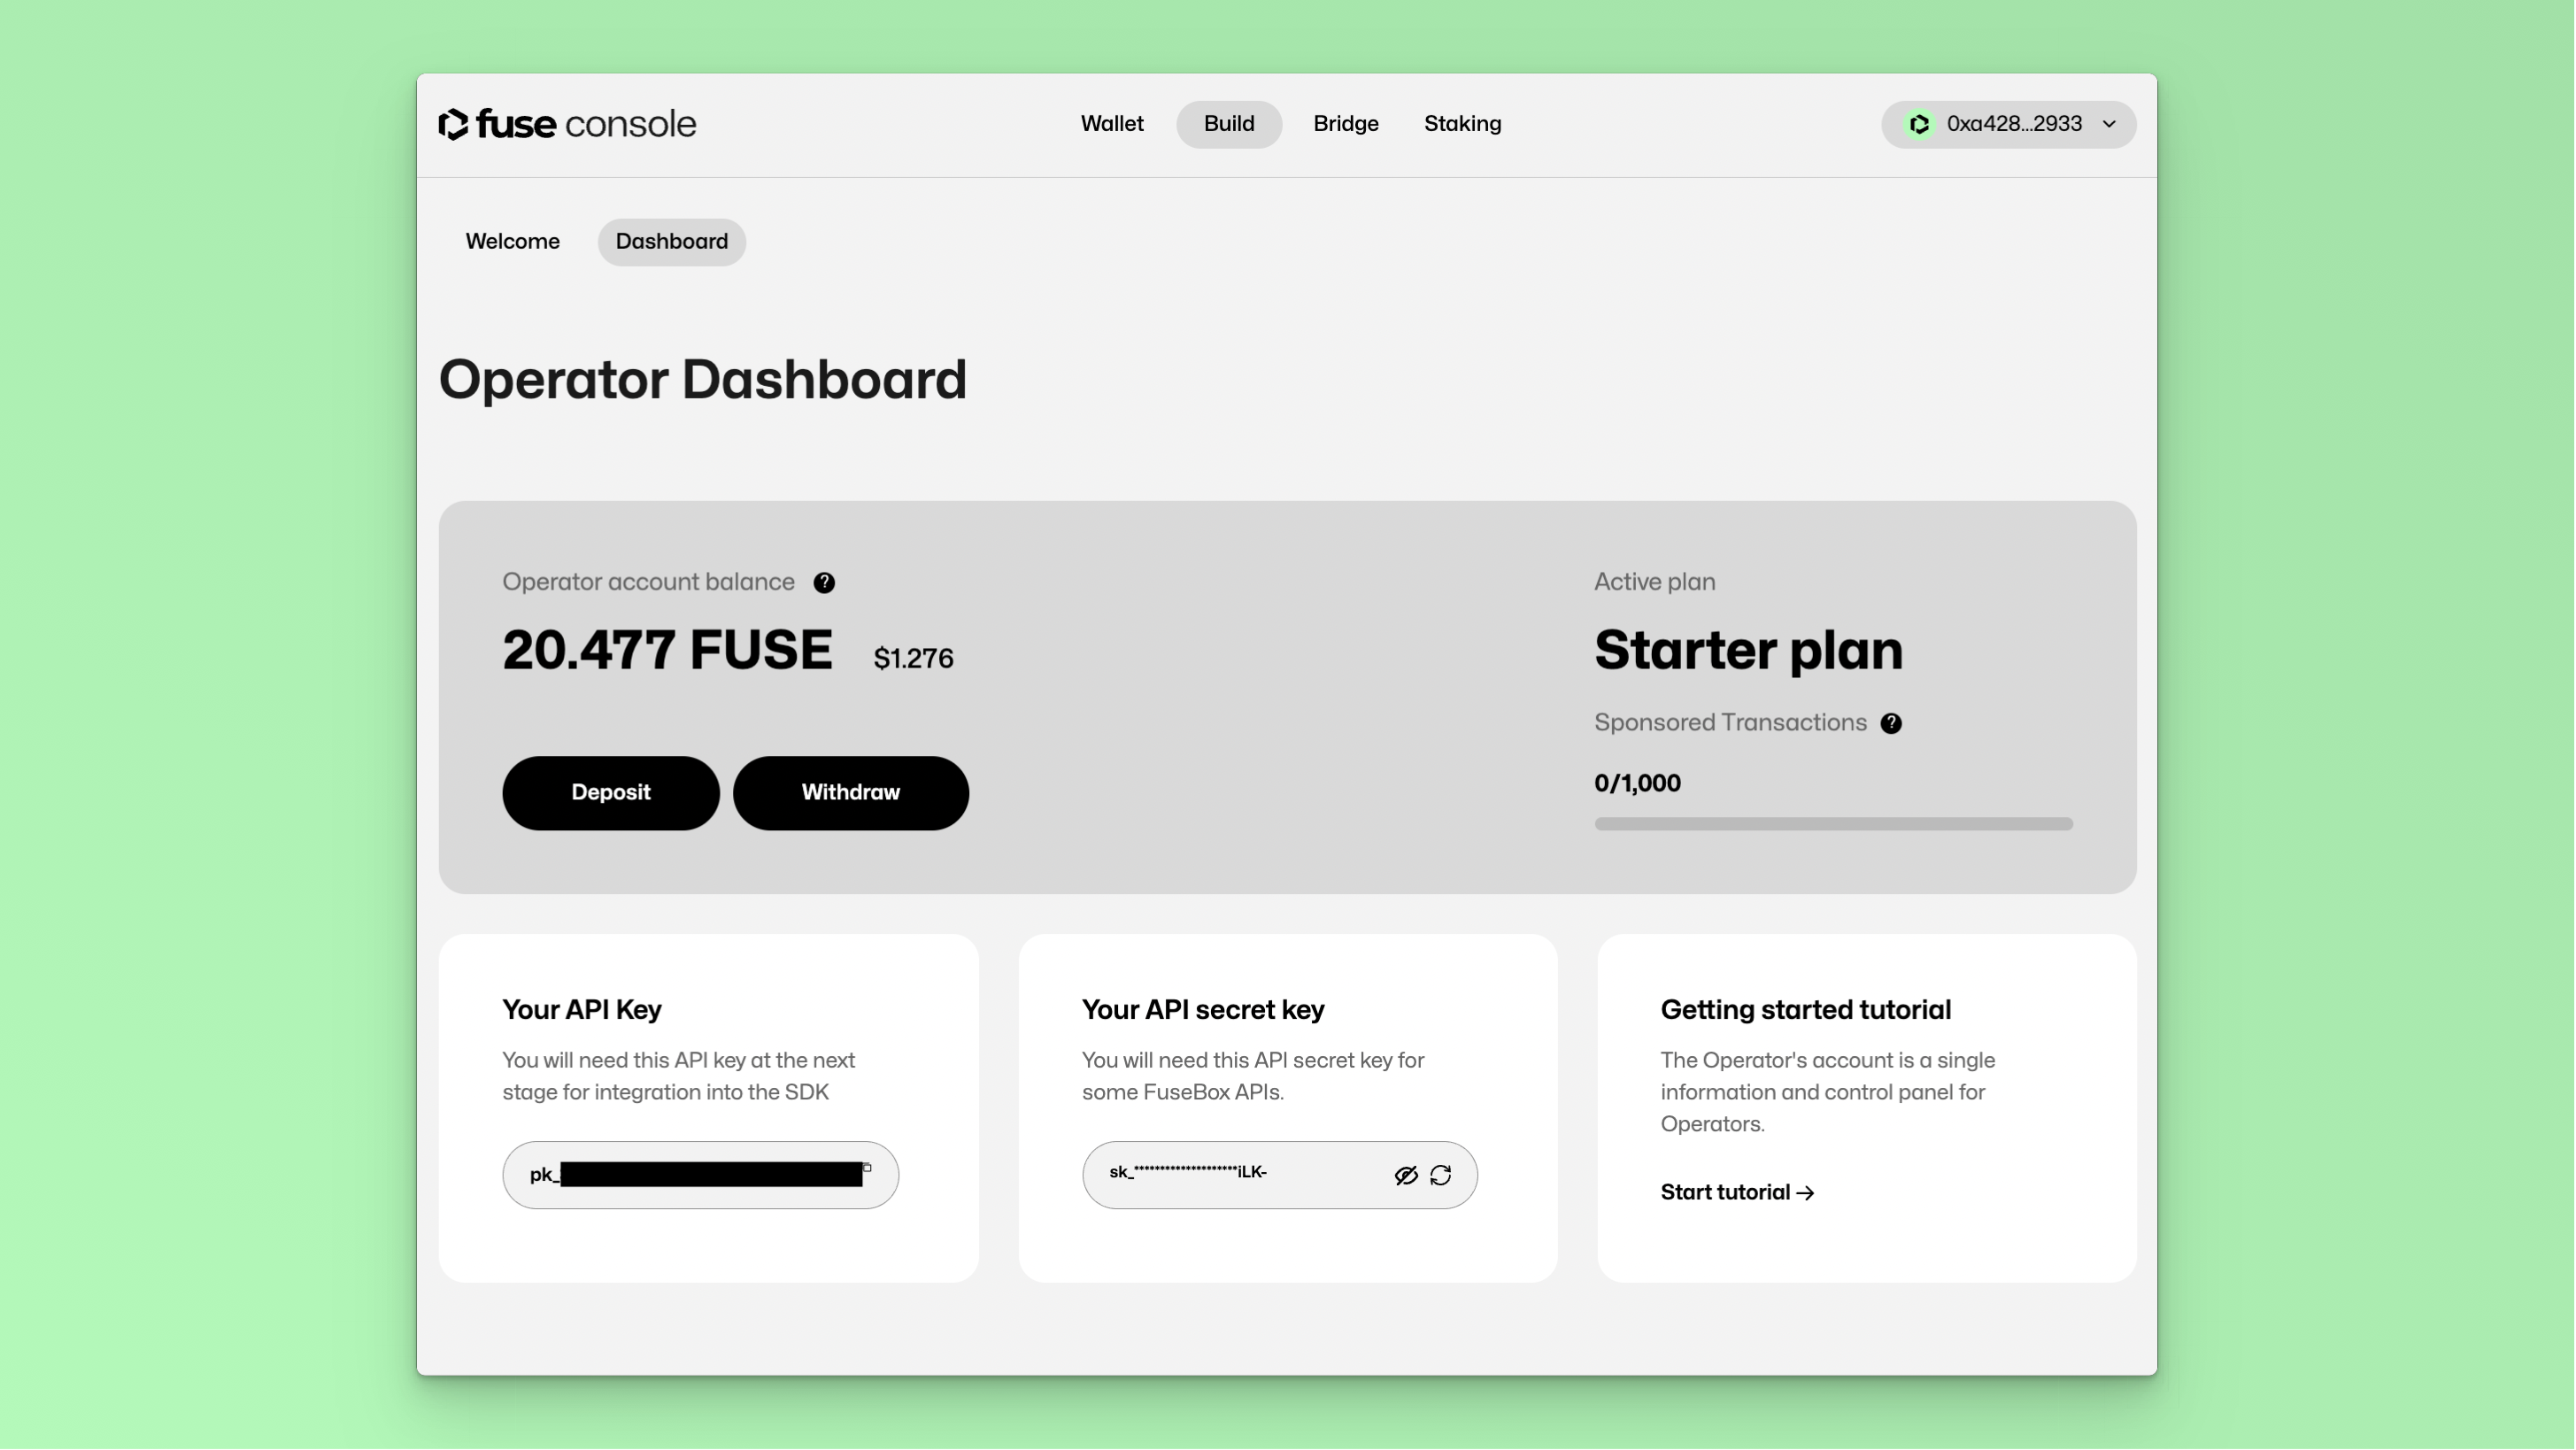 fuse console
Wallet
Build
Bridge
Staking
0xa428...2933
Welcome
Dashboard
Operator Dashboard
Operator account balance ?
20.477 FUSE $1.276
Deposit
Withdraw
Active plan
Starter plan
Sponsored Transactions ?
0/1,000
Your API Key
You will need this API key at the next
stage for integration into the SDK
pk_
Your API secret key
You will need this API secret key for
some FuseBox APIs.
sk_********************iLK-
Getting started tutorial
The Operator's account is a single
information and control panel for
Operators.
Start tutorial →